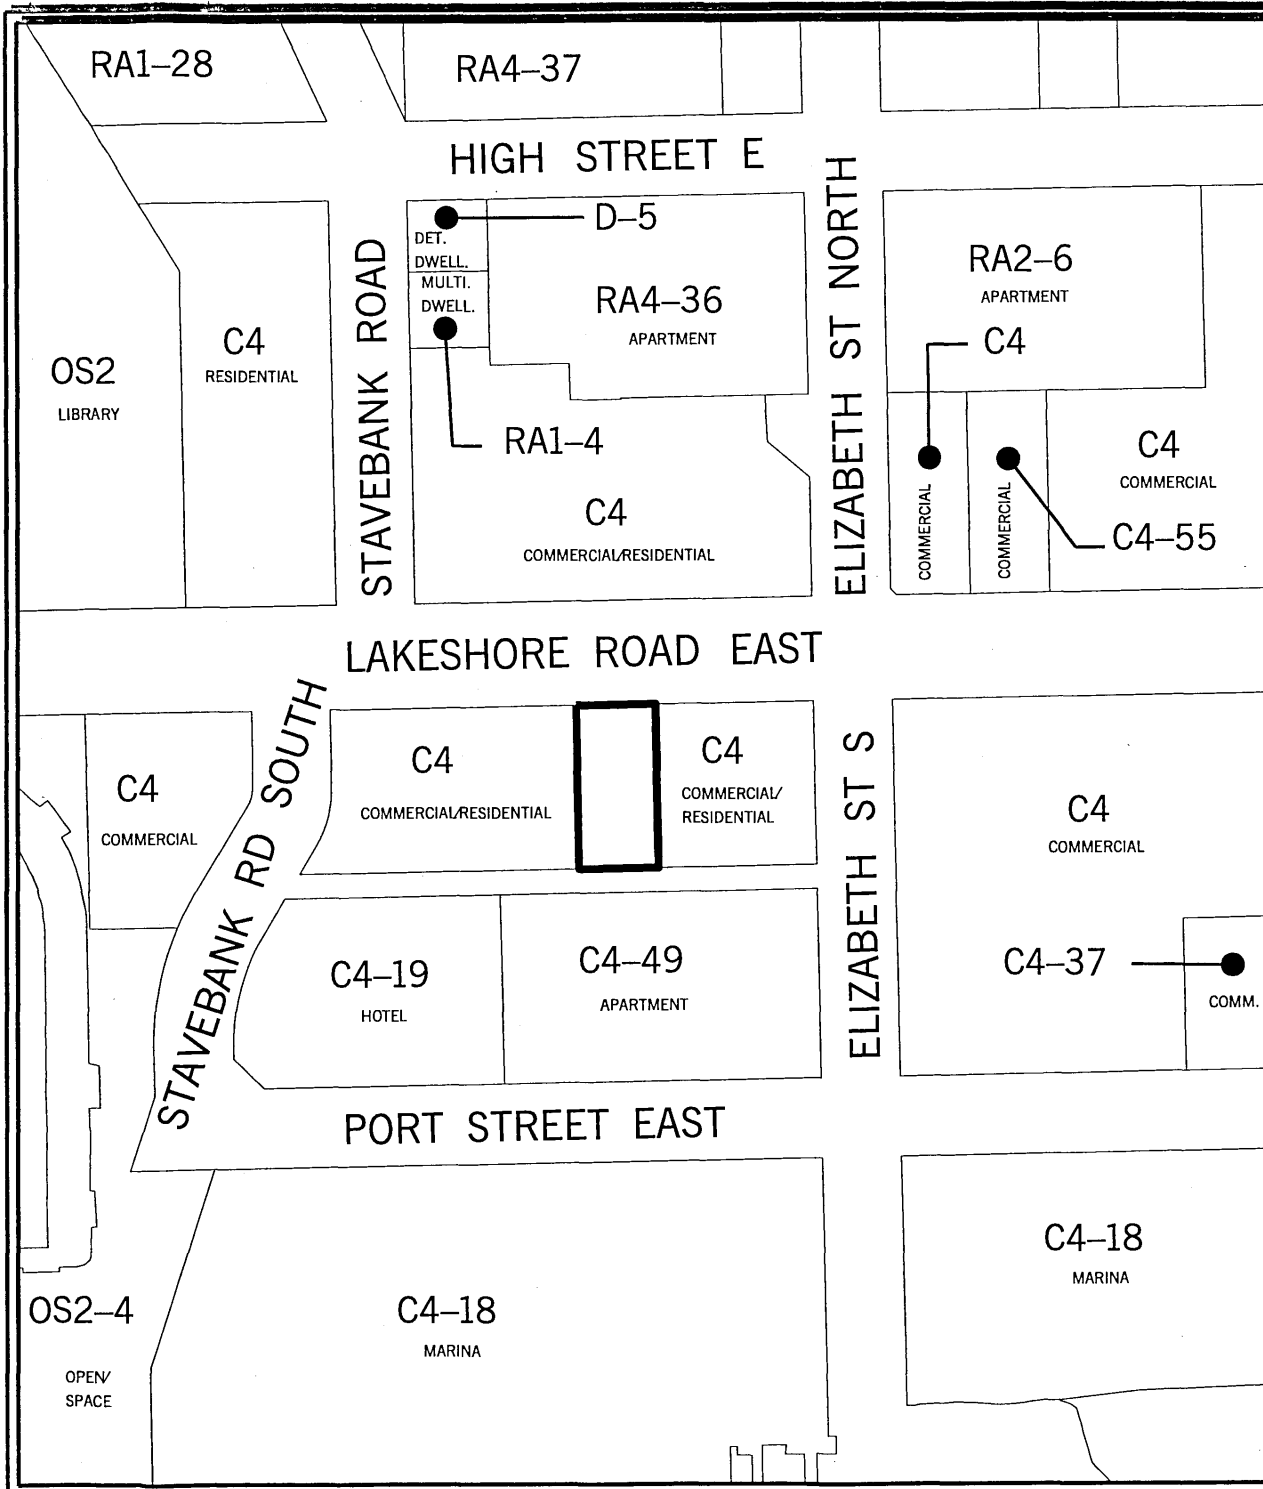 RA1–28
RA4–37
HIGH STREET E
D–5
DET.
DWELL.
MULTI.
DWELL.
STAVEBANK ROAD
RA4–36
APARTMENT
ELIZABETH ST NORTH
RA2–6
APARTMENT
C4
C4
RESIDENTIAL
OS2
LIBRARY
RA1–4
C4
COMMERCIAL/RESIDENTIAL
COMMERCIAL
COMMERCIAL
C4
COMMERCIAL
C4–55
LAKESHORE ROAD EAST
C4
COMMERCIAL
STAVEBANK RD SOUTH
C4
COMMERCIAL/RESIDENTIAL
C4
COMMERCIAL/
RESIDENTIAL
ELIZABETH ST S
C4
COMMERCIAL
C4–19
HOTEL
C4–49
APARTMENT
C4–37
COMM.
PORT STREET EAST
C4–18
MARINA
OS2–4
OPEN/
SPACE
C4–18
MARINA